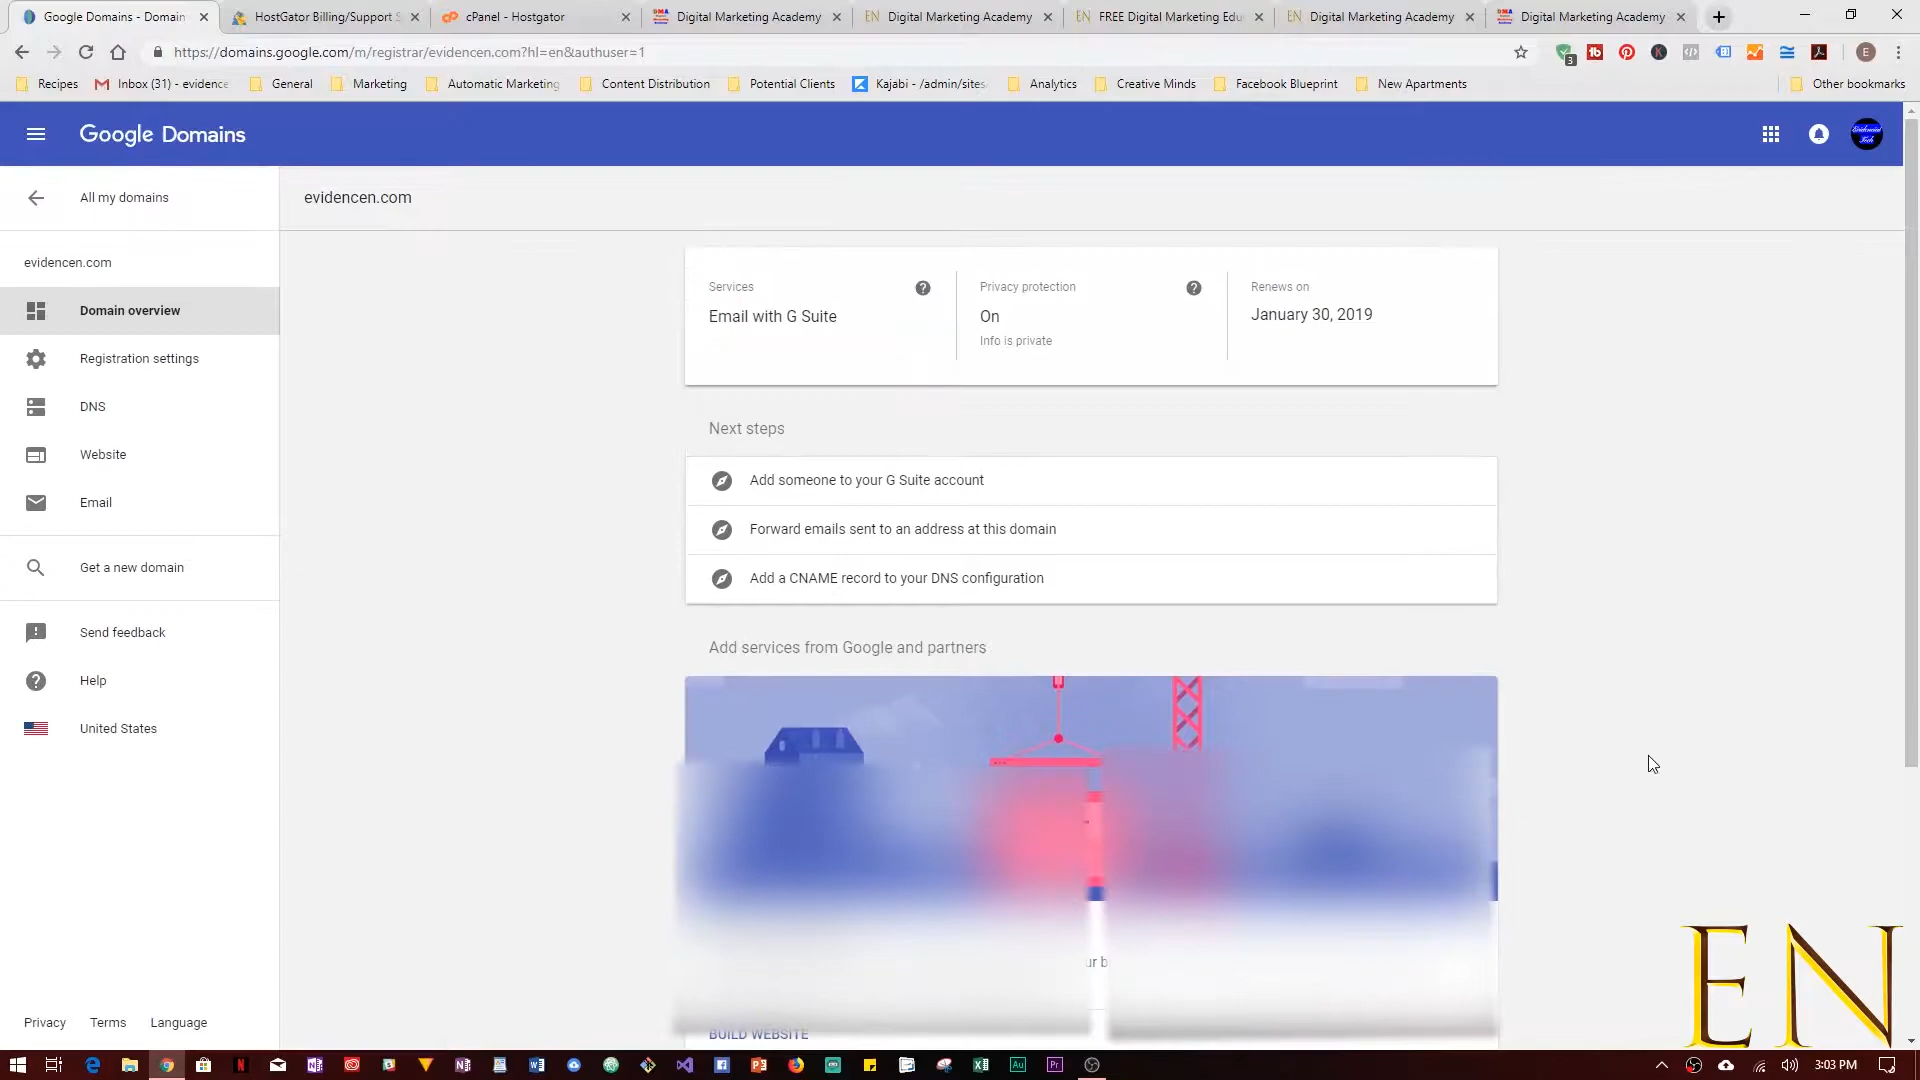 Google Domains - Domain
HostGator Billing/Support S
cPanel - Hostgator
Digital Marketing Academy
Digital Marketing Academy
FREE Digital Marketing Edu
Digital Marketing Academy
Digital Marketing Academy
https://domains.google.com/m/registrar/evidencen.com?hl=en&authuser=1
3
E
Recipes
Inbox (31) - evidence
General
Marketing
Automatic Marketing
Content Distribution
Potential Clients
Kajabi - /admin/sites
Analytics
Creative Minds
Facebook Blueprint
New Apartments
Other bookmarks
Google Domains
All my domains
evidencen.com
evidencen.com
Domain overview
Registration settings
DNS
Website
Email
Get a new domain
Send feedback
Help
United States
Services
Email with G Suite
Privacy protection
On
Info is private
Renews on
January 30, 2019
Next steps
Add someone to your G Suite account
Forward emails sent to an address at this domain
Add a CNAME record to your DNS configuration
Add services from Google and partners
ur b
BUILD WEBSITE
EN
Privacy
Terms
Language
3:03 PM